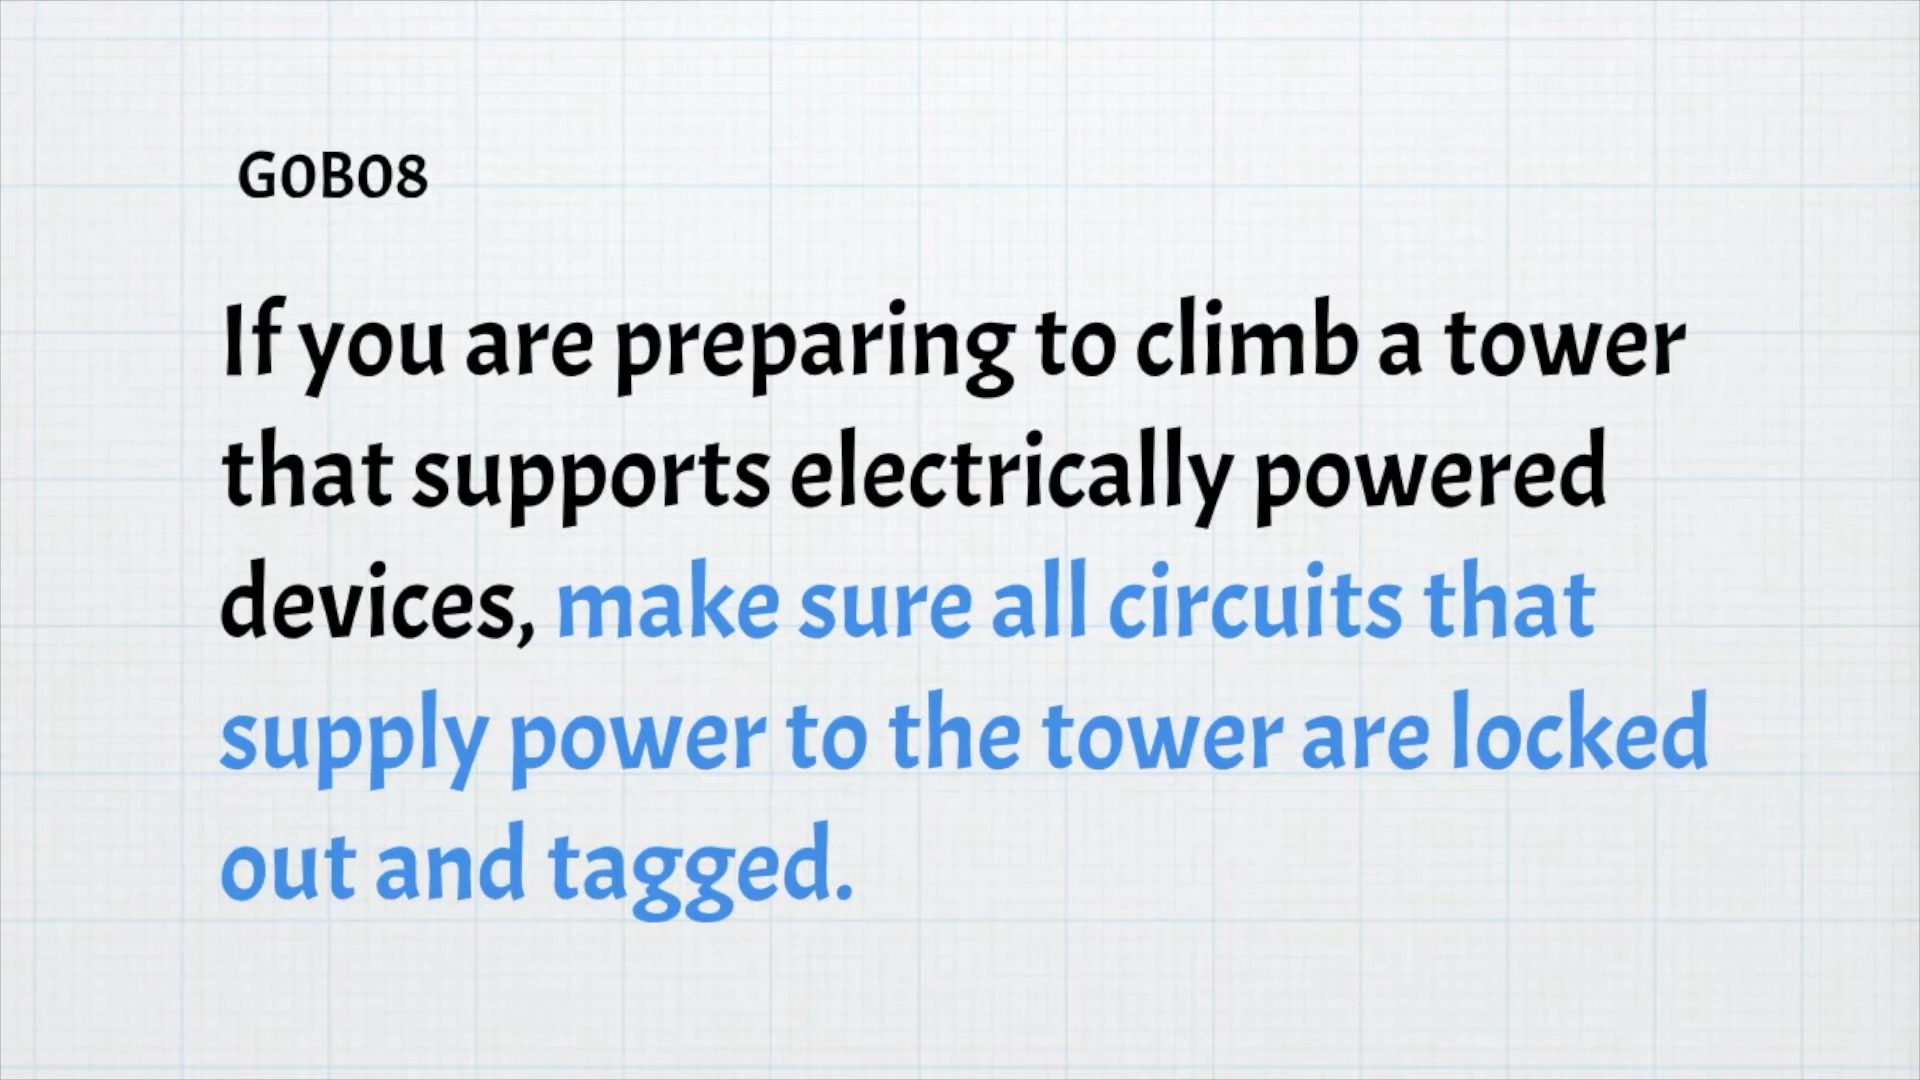 G0B08
If you are preparing to climb a tower
that supports electrically powered
devices, make sure all circuits that
supply power to the tower are locked
out and tagged.